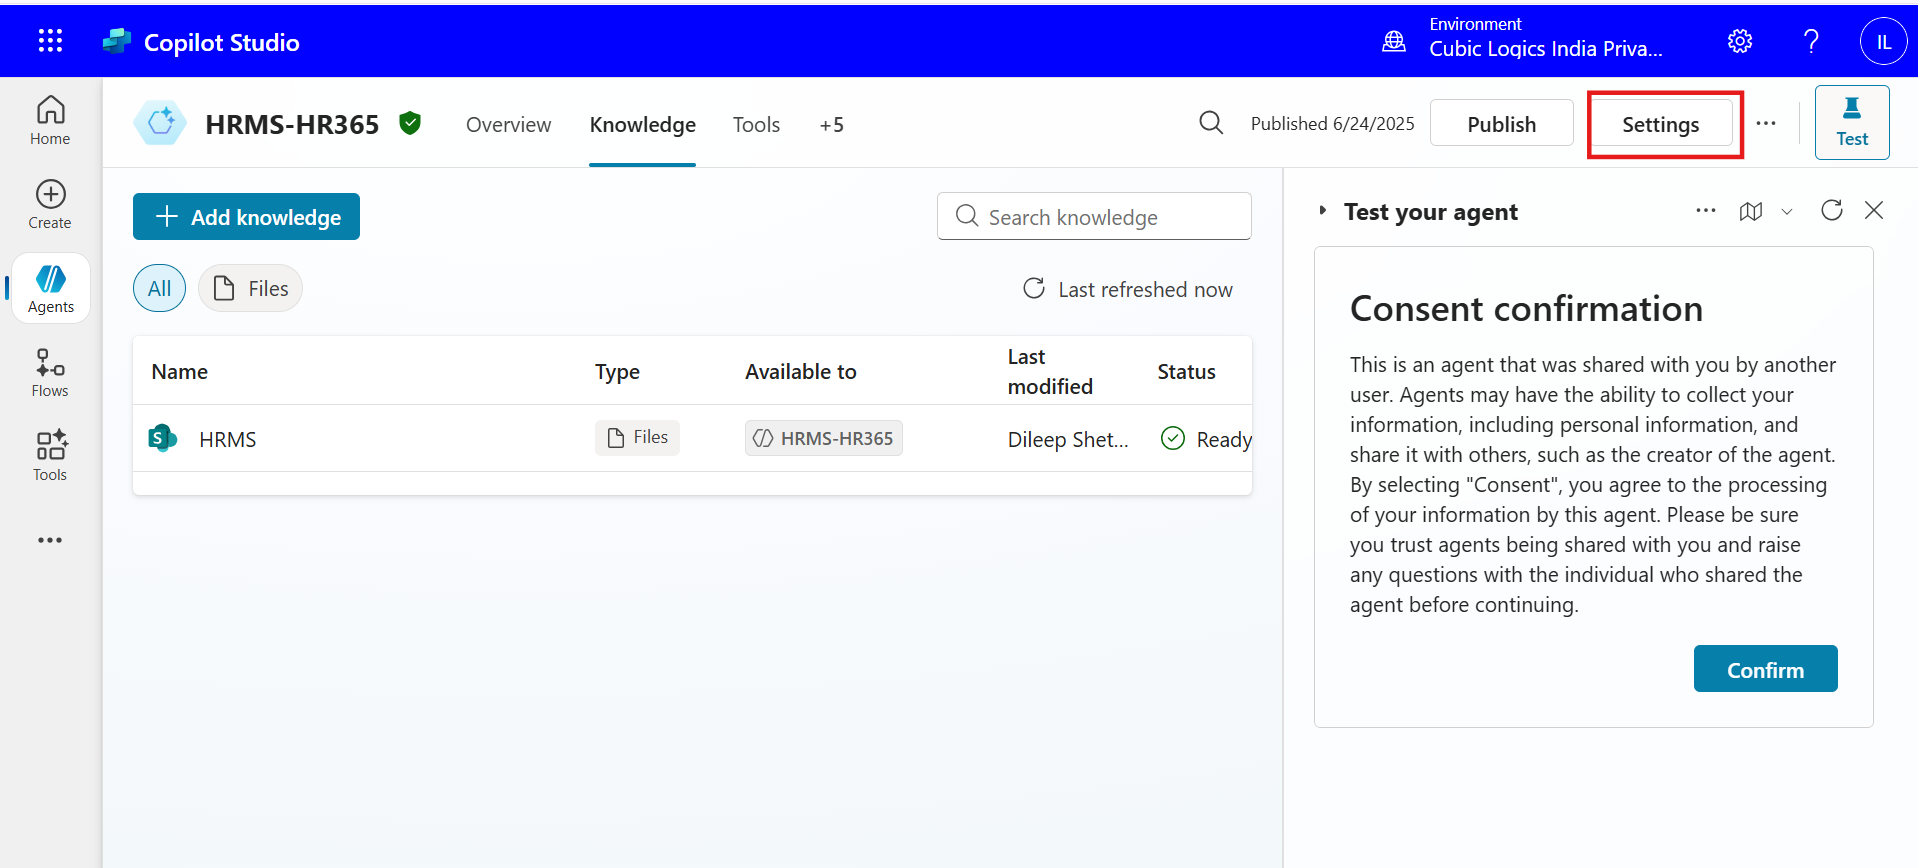 Copilot Studio
Environment
Cubic Logics India Priva...
IL
Home
Create
Agents
Flows
Tools
HRMS-HR365
Overview
Knowledge
Tools
+5
Published 6/24/2025
Publish
Settings
Test
Add knowledge
Search knowledge
All
Files
Last refreshed now
Name
Type
Available to
Last
modified
Status
S
HRMS
Files
HRMS-HR365
Dileep Shet...
Ready
Test your agent
Consent confirmation
This is an agent that was shared with you by another
user. Agents may have the ability to collect your
information, including personal information, and
share it with others, such as the creator of the agent.
By selecting "Consent", you agree to the processing
of your information by this agent. Please be sure
you trust agents being shared with you and raise
any questions with the individual who shared the
agent before continuing.
Confirm